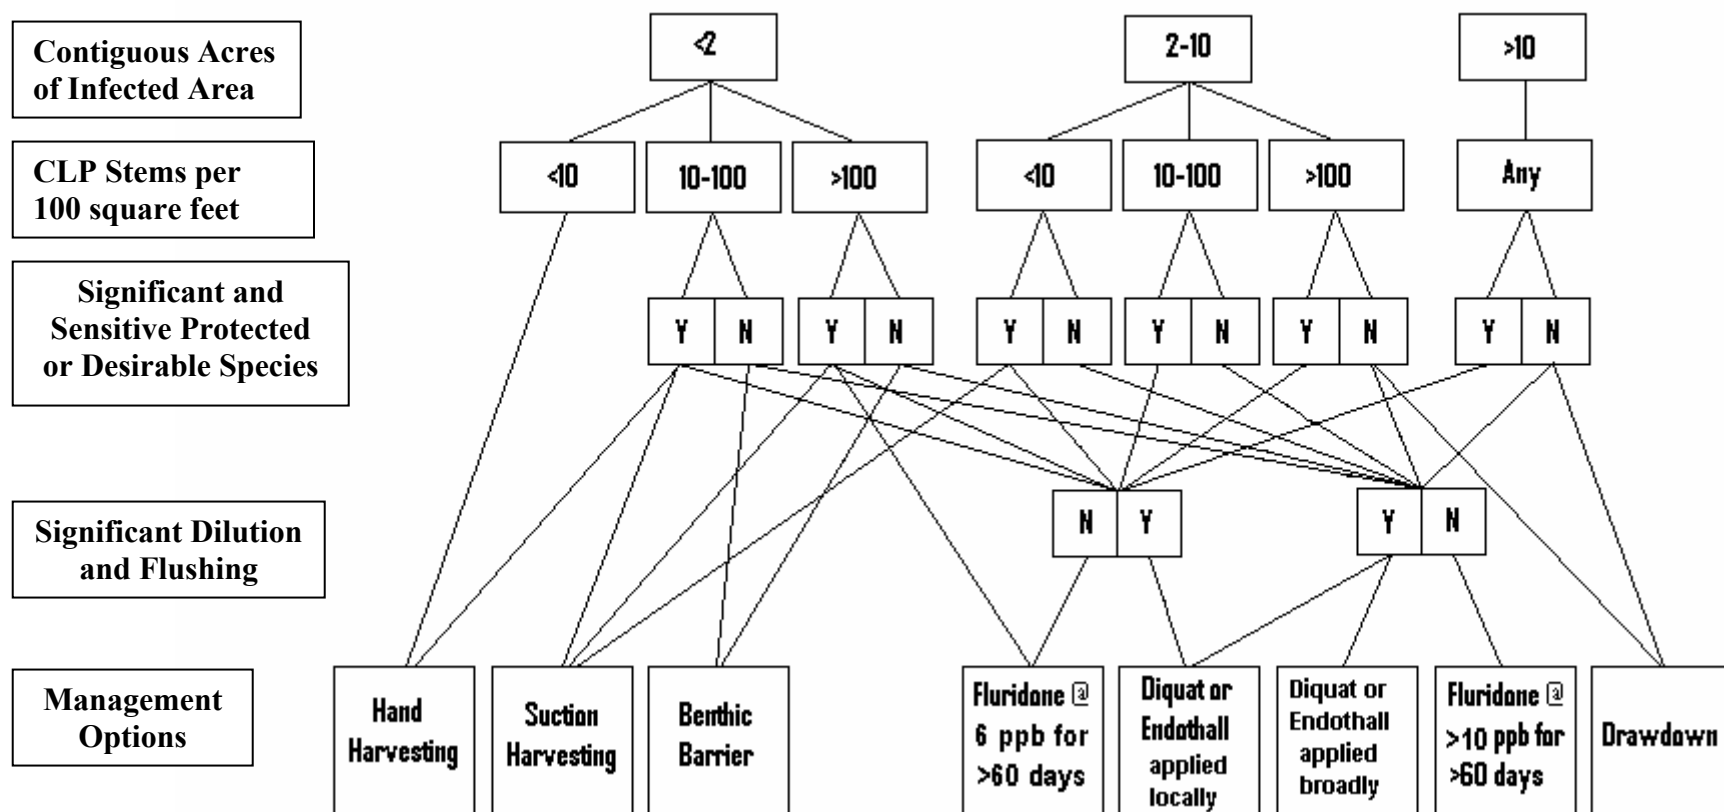 Contiguous Acres
of Infected Area
<2
2-10
>10
CLP Stems per
100 square feet
<10
10-100
>100
<10
10-100
>100
Any
Significant and
Sensitive Protected
or Desirable Species
Y N
Y N
Y N
Y N
Y N
Y N
Significant Dilution
and Flushing
N Y
Y N
Management
Options
Hand
Harvesting
Suction
Harvesting
Benthic
Barrier
Fluridone @
6 ppb for
>60 days
Diquat or
Endothall
applied
locally
Diquat or
Endothall
applied
broadly
Fluridone @
>10 ppb for
>60 days
Drawdown